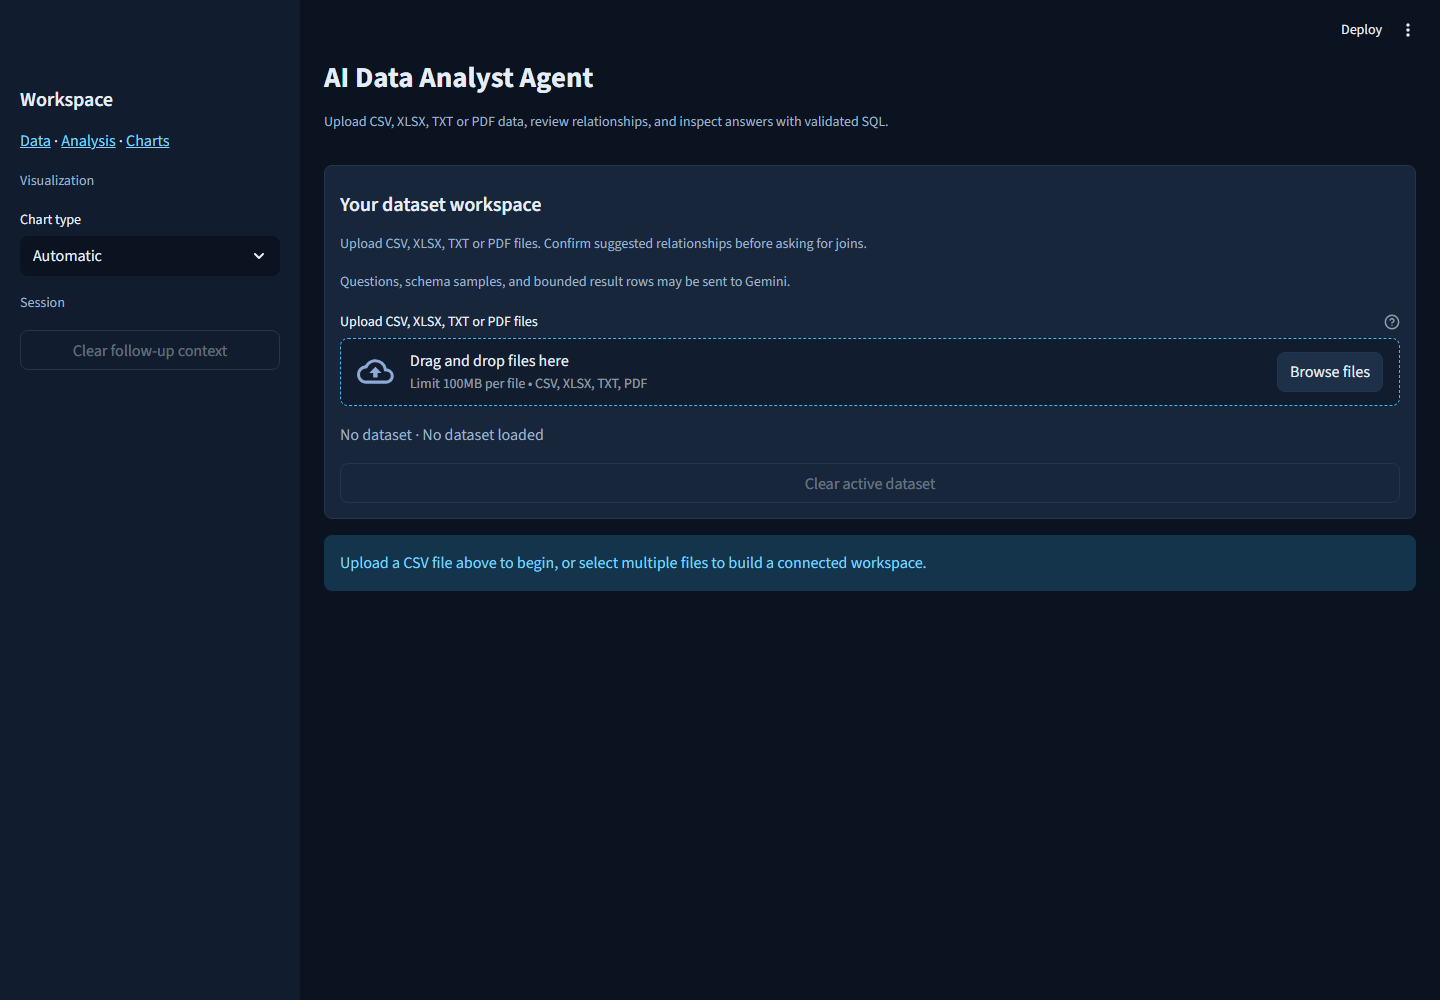 Deploy
Workspace
Data · Analysis · Charts
Visualization
Chart type
Automatic
Session
Clear follow-up context
AI Data Analyst Agent
Upload CSV, XLSX, TXT or PDF data, review relationships, and inspect answers with validated SQL.
Your dataset workspace
Upload CSV, XLSX, TXT or PDF files. Confirm suggested relationships before asking for joins.
Questions, schema samples, and bounded result rows may be sent to Gemini.
Upload CSV, XLSX, TXT or PDF files
Drag and drop files here
Limit 100MB per file • CSV, XLSX, TXT, PDF
Browse files
No dataset · No dataset loaded
Clear active dataset
Upload a CSV file above to begin, or select multiple files to build a connected workspace.